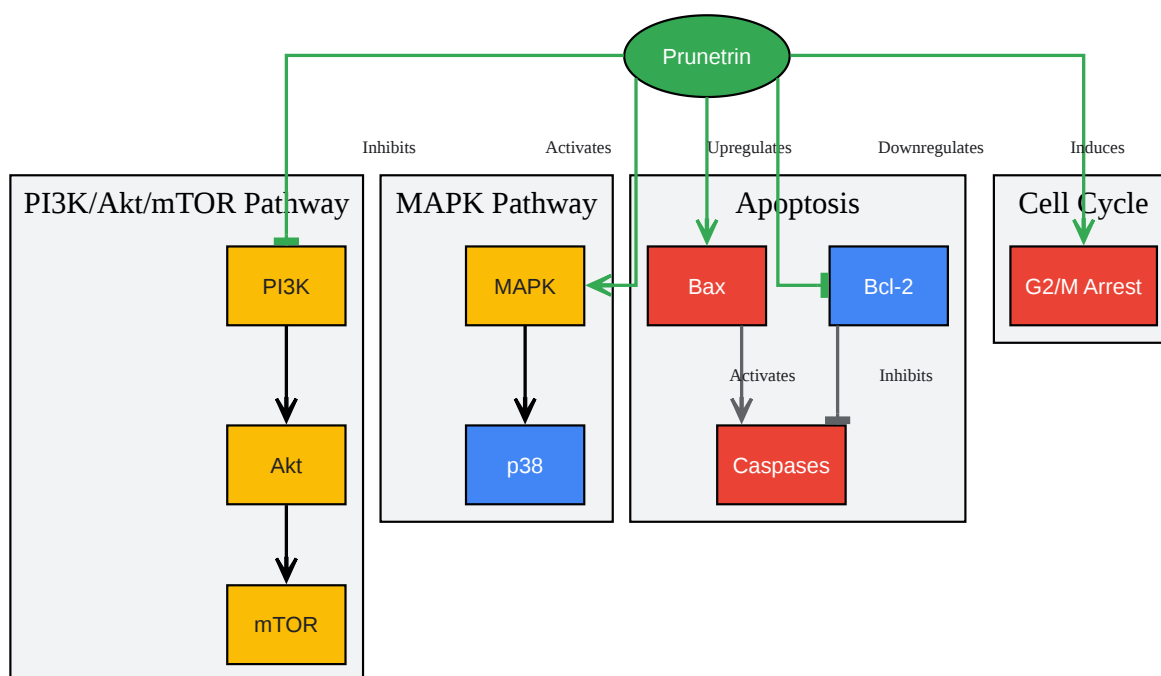 Prunetrin
Inhibits
Activates
Upregulates
Downregulates
Induces
PI3K/Akt/mTOR Pathway
MAPK Pathway
Apoptosis
Cell Cycle
PI3K
MAPK
Bax
Bcl-2
G2/M Arrest
Activates
Inhibits
Akt
p38
Caspases
mTOR